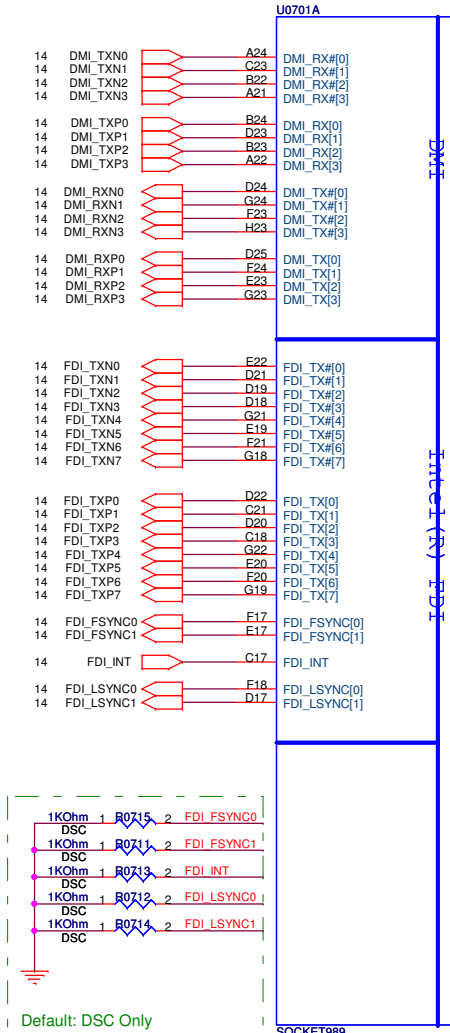 U0701A
14 DMI_TXN0 A24 DMI_RX#[0]
14 DMI_TXN1 C23 DMI_RX#[1]
14 DMI_TXN2 B22 DMI_RX#[2]
14 DMI_TXN3 A21 DMI_RX#[3]
14 DMI_TXP0 B24 DMI_RX[0]
14 DMI_TXP1 D23 DMI_RX[1]
14 DMI_TXP2 B23 DMI_RX[2]
14 DMI_TXP3 A22 DMI_RX[3]
DMI
14 DMI_RXN0 D24 DMI_TX#[0]
14 DMI_RXN1 G24 DMI_TX#[1]
14 DMI_RXN2 F23 DMI_TX#[2]
14 DMI_RXN3 H23 DMI_TX#[3]
14 DMI_RXP0 D25 DMI_TX[0]
14 DMI_RXP1 F24 DMI_TX[1]
14 DMI_RXP2 E23 DMI_TX[2]
14 DMI_RXP3 G23 DMI_TX[3]
14 FDI_TXN0 E22 FDI_TX#[0]
14 FDI_TXN1 D21 FDI_TX#[1]
14 FDI_TXN2 D19 FDI_TX#[2]
14 FDI_TXN3 D18 FDI_TX#[3]
14 FDI_TXN4 G21 FDI_TX#[4]
14 FDI_TXN5 E19 FDI_TX#[5]
14 FDI_TXN6 F21 FDI_TX#[6]
14 FDI_TXN7 G18 FDI_TX#[7]
Intel(R) FDI
14 FDI_TXP0 D22 FDI_TX[0]
14 FDI_TXP1 C21 FDI_TX[1]
14 FDI_TXP2 D20 FDI_TX[2]
14 FDI_TXP3 C18 FDI_TX[3]
14 FDI_TXP4 G22 FDI_TX[4]
14 FDI_TXP5 E20 FDI_TX[5]
14 FDI_TXP6 F20 FDI_TX[6]
14 FDI_TXP7 G19 FDI_TX[7]
14 FDI_FSYNC0 F17 FDI_FSYNC[0]
14 FDI_FSYNC1 E17 FDI_FSYNC[1]
14 FDI_INT C17 FDI_INT
14 FDI_LSYNC0 F18 FDI_LSYNC[0]
14 FDI_LSYNC1 D17 FDI_LSYNC[1]
1KOhm 1 R0715 2 FDI_FSYNC0
DSC
1KOhm 1 R0711 2 FDI_FSYNC1
DSC
1KOhm 1 R0713 2 FDI_INT
DSC
1KOhm 1 R0712 2 FDI_LSYNC0
DSC
1KOhm 1 R0714 2 FDI_LSYNC1
DSC
Default: DSC Only
SOCKET989